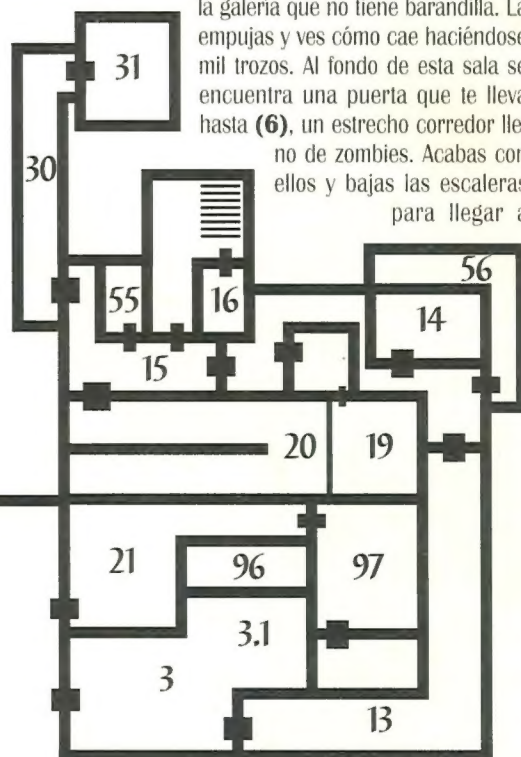 la galería que no tiene barandilla. La
empujas y ves cómo cae haciéndose
mil trozos. Al fondo de esta sala se
encuentra una puerta que te lleva
hasta (6), un estrecho corredor lle-
no de zombies. Acabas con
ellos y bajas las escaleras
para llegar a
31
30
56
55
16
14
15
20
19
21
96
97
3.1
3
13